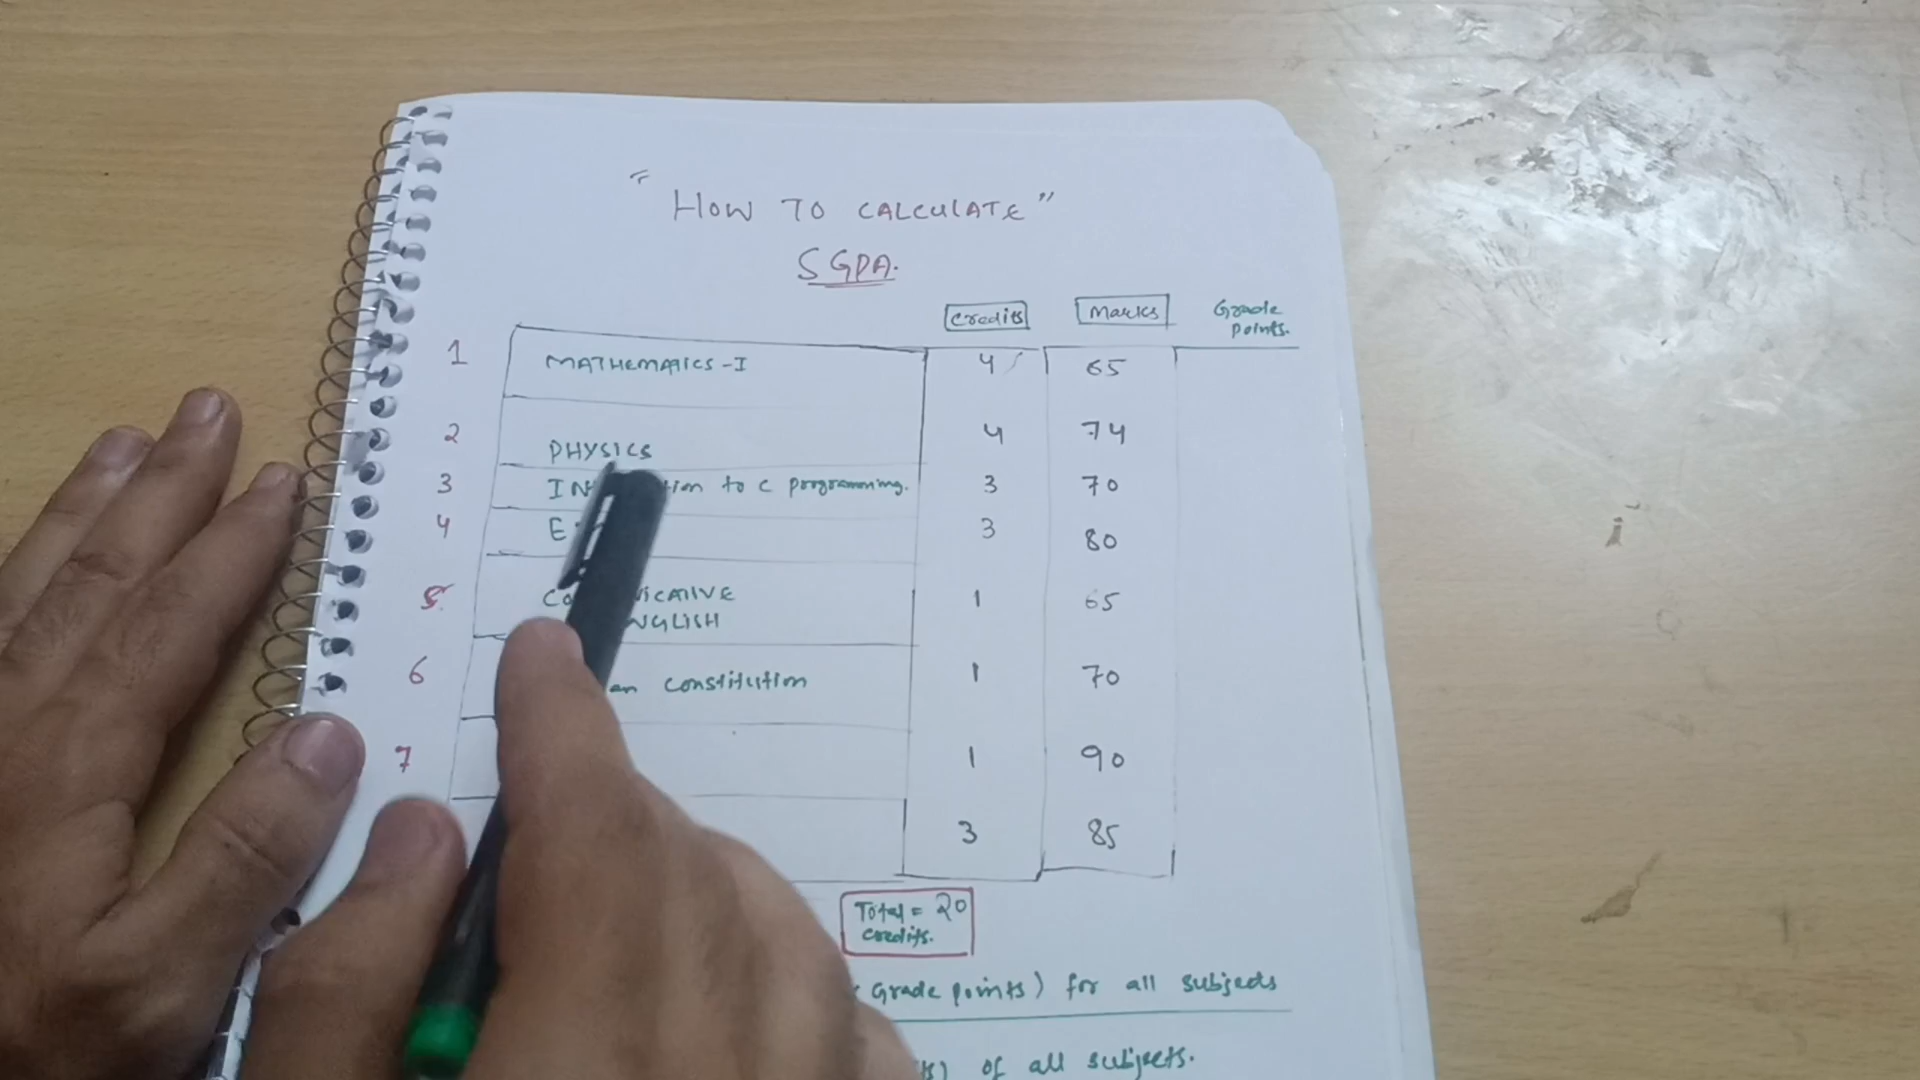 "HOW TO CALCULATE"
SGPA.
Credits Marks Grade points.
1 MATHEMATICS-I 4 65
2 PHYSICS 4 74
3 to C porgramming. 3 70
4 3 80
5. ENGLISH 1 65
6 constitution 1 70
7 1 90
3 85
Total = 20
credits.
Grade points) for all subjects
of all subjects.